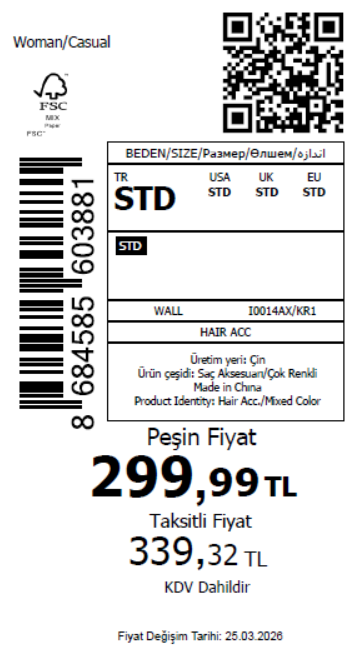 Woman/Casual
FSC
MIX
Paper
FSC™
BEDEN/SIZE/Размер/Өлшем/اندازه
TR USA UK EU
STD STD STD STD
STD
WALL I0014AX/KR1
HAIR ACC
Üretim yeri: Çin
Ürün çeşidi: Saç Aksesuarı/Çok Renkli
Made in China
Product Identity: Hair Acc./Mixed Color
8 684585 603881
Peşin Fiyat
299,99 TL
Taksitli Fiyat
339,32 TL
KDV Dahildir
Fiyat Değişim Tarihi: 25.03.2026